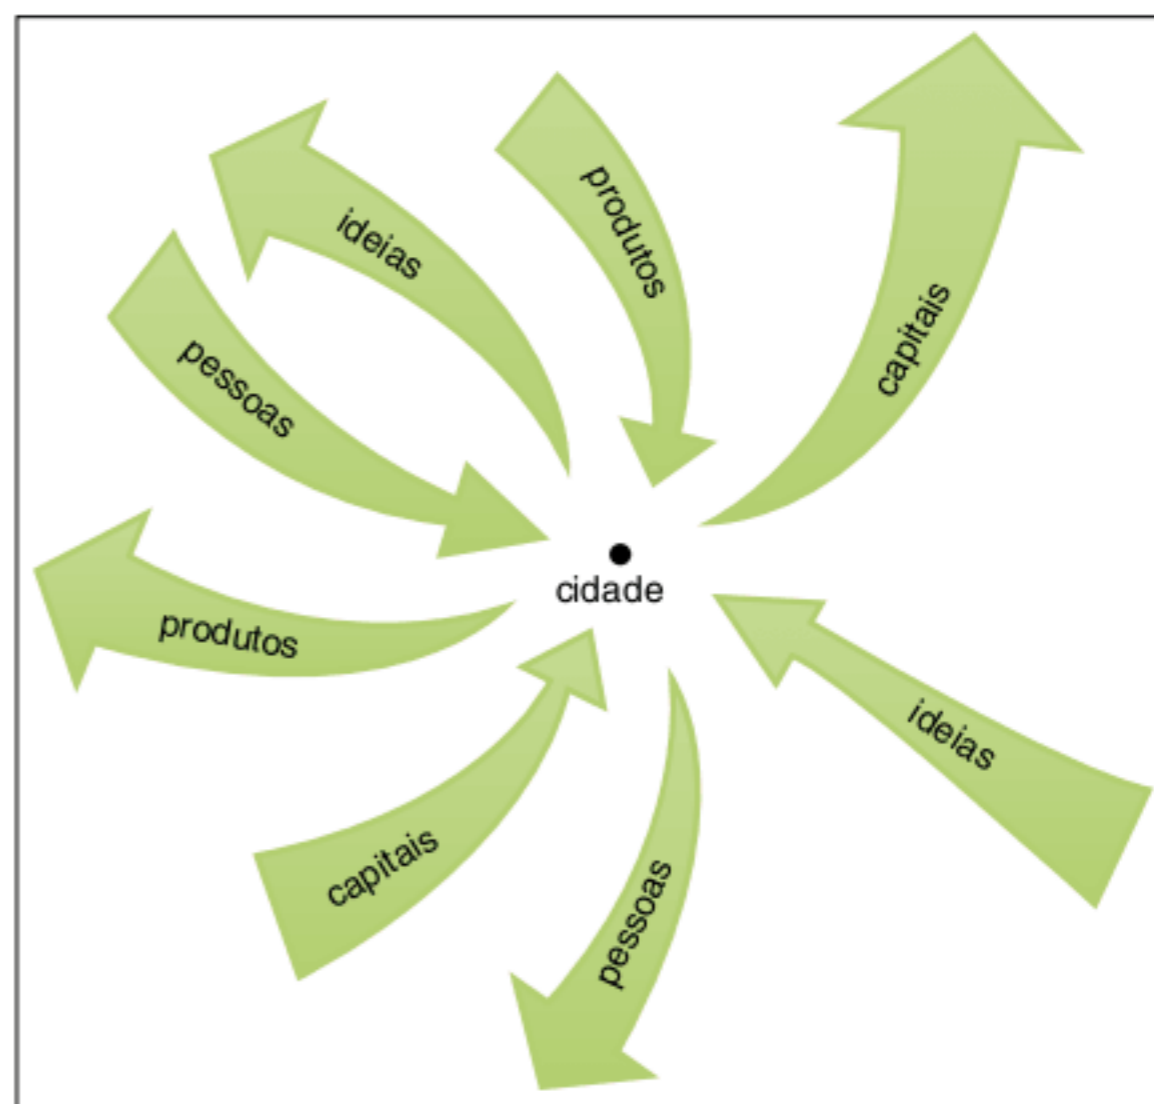 produtos
ideias
capitais
pessoas
cidade
produtos
ideias
capitais
pessoas